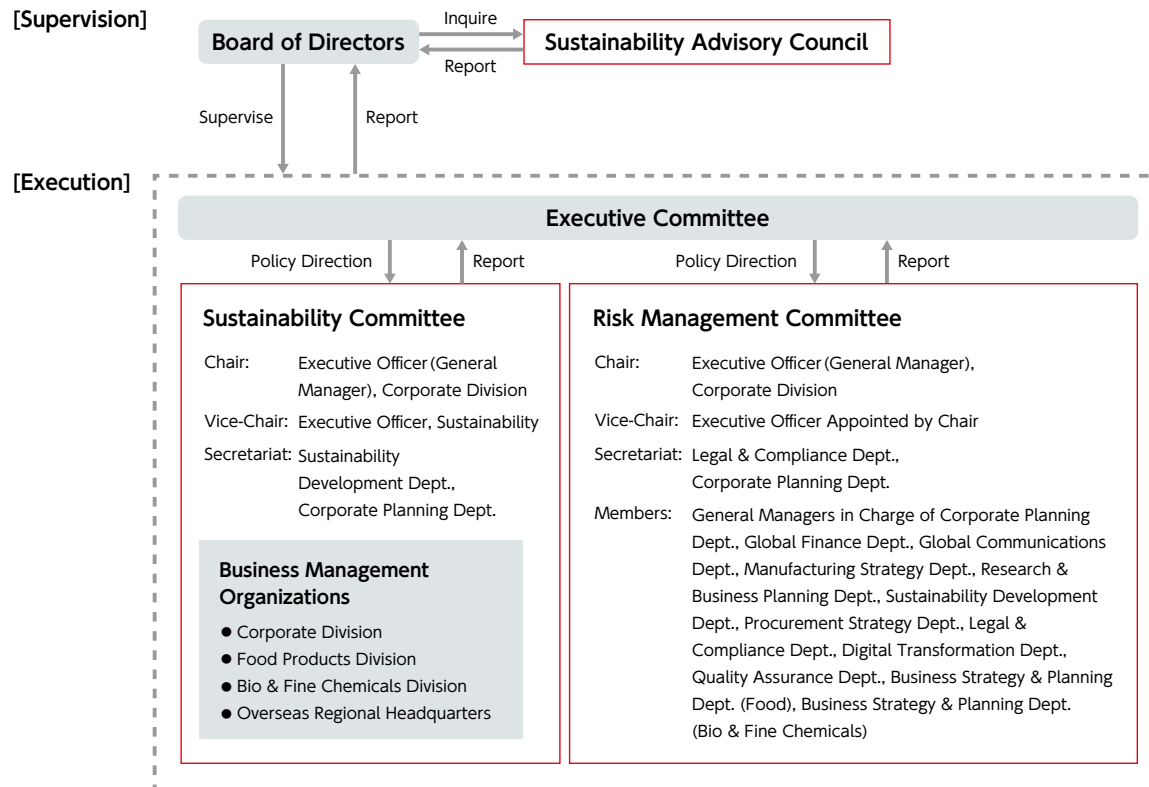 [Supervision]
Board of Directors
Inquire
Report
Sustainability Advisory Council
Supervise
Report
[Execution]
Executive Committee
Policy Direction
Report
Policy Direction
Report
Sustainability Committee
Chair: Executive Officer (General
Manager), Corporate Division
Vice-Chair: Executive Officer, Sustainability
Secretariat: Sustainability
Development Dept.,
Corporate Planning Dept.
Business Management
Organizations
● Corporate Division
● Food Products Division
● Bio & Fine Chemicals Division
● Overseas Regional Headquarters
Risk Management Committee
Chair: Executive Officer (General Manager),
Corporate Division
Vice-Chair: Executive Officer Appointed by Chair
Secretariat: Legal & Compliance Dept.,
Corporate Planning Dept.
Members: General Managers in Charge of Corporate Planning
Dept., Global Finance Dept., Global Communications
Dept., Manufacturing Strategy Dept., Research &
Business Planning Dept., Sustainability Development
Dept., Procurement Strategy Dept., Legal &
Compliance Dept., Digital Transformation Dept.,
Quality Assurance Dept., Business Strategy & Planning
Dept. (Food), Business Strategy & Planning Dept.
(Bio & Fine Chemicals)